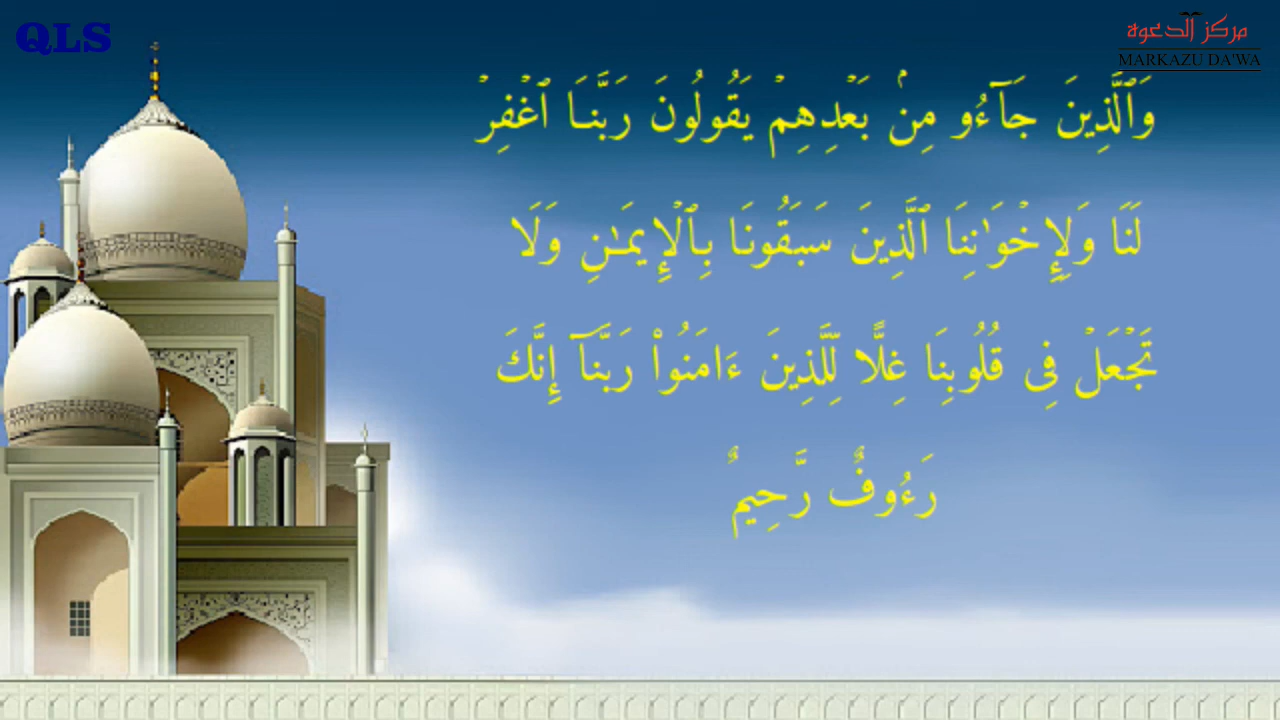 QLS
مركز الدعوة
MARKAZU DA'WA
وَٱلَّذِينَ جَآءُو مِنۢ بَعْدِهِمْ يَقُولُونَ رَبَّنَا ٱغْفِرْ
لَنَا وَلِإِخْوَٰنِنَا ٱلَّذِينَ سَبَقُونَا بِٱلْإِيمَـٰنِ وَلَا
تَجْعَلْ فِى قُلُوبِنَا غِلًّا لِّلَّذِينَ ءَامَنُوا۟ رَبَّنَآ إِنَّكَ
رَءُوفٌ رَّحِيمٌ